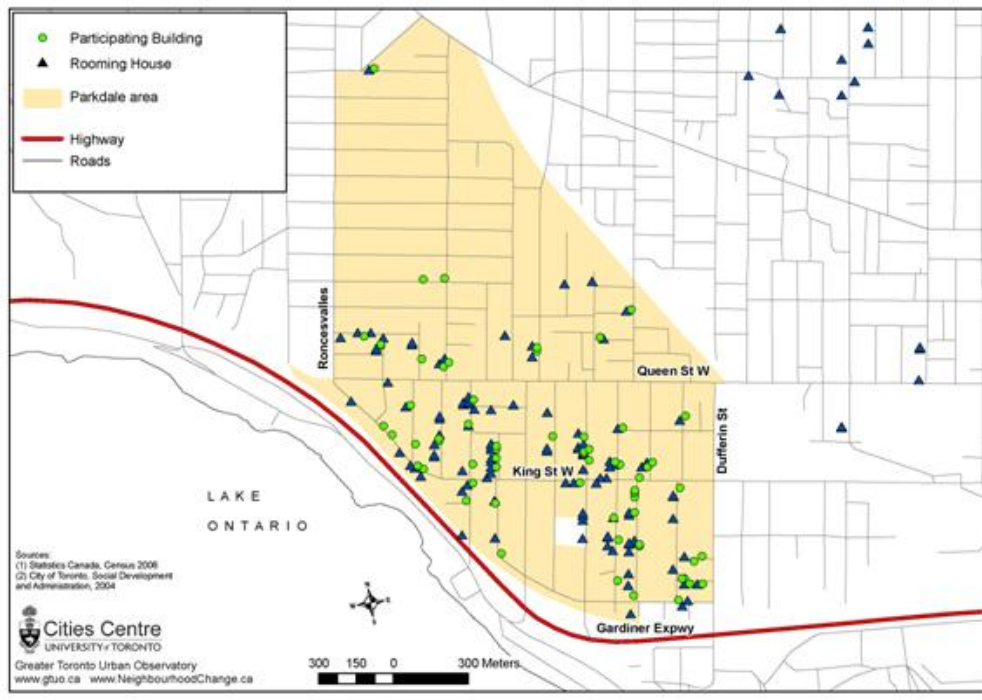 Participating Building
Rooming House
Parkdale area
Highway
Roads
Roncesvalles
Queen St W
Dufferin St
King St W
LAKE
ONTARIO
Sources:
(1) Statistics Canada, Census 2006
(2) City of Toronto, Social Development
and Administration, 2004
N
E
S
W
Cities Centre
UNIVERSITY of TORONTO
Gardiner Expwy
Greater Toronto Urban Observatory
www.gtuo.ca www.NeighbourhoodChange.ca
300 150 0 300 Meters